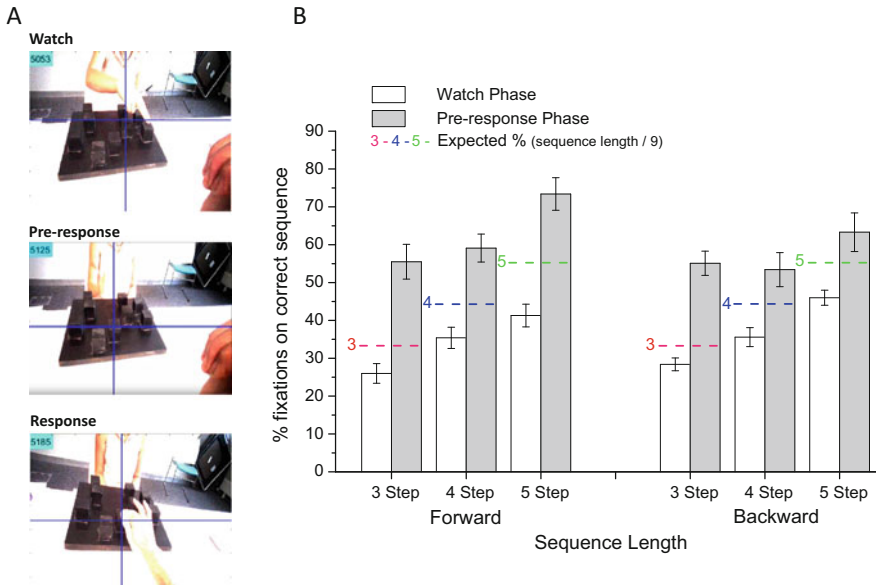 A
Watch
5053
Pre-response
5125
Response
5185
B
Watch Phase
Pre-response Phase
3 - 4 - 5 - Expected % (sequence length / 9)
% fixations on correct sequence
90
80
70
60
50
40
30
20
10
0
3
4
5
3
4
5
3 Step 4 Step 5 Step 3 Step 4 Step 5 Step
Forward Backward
Sequence Length